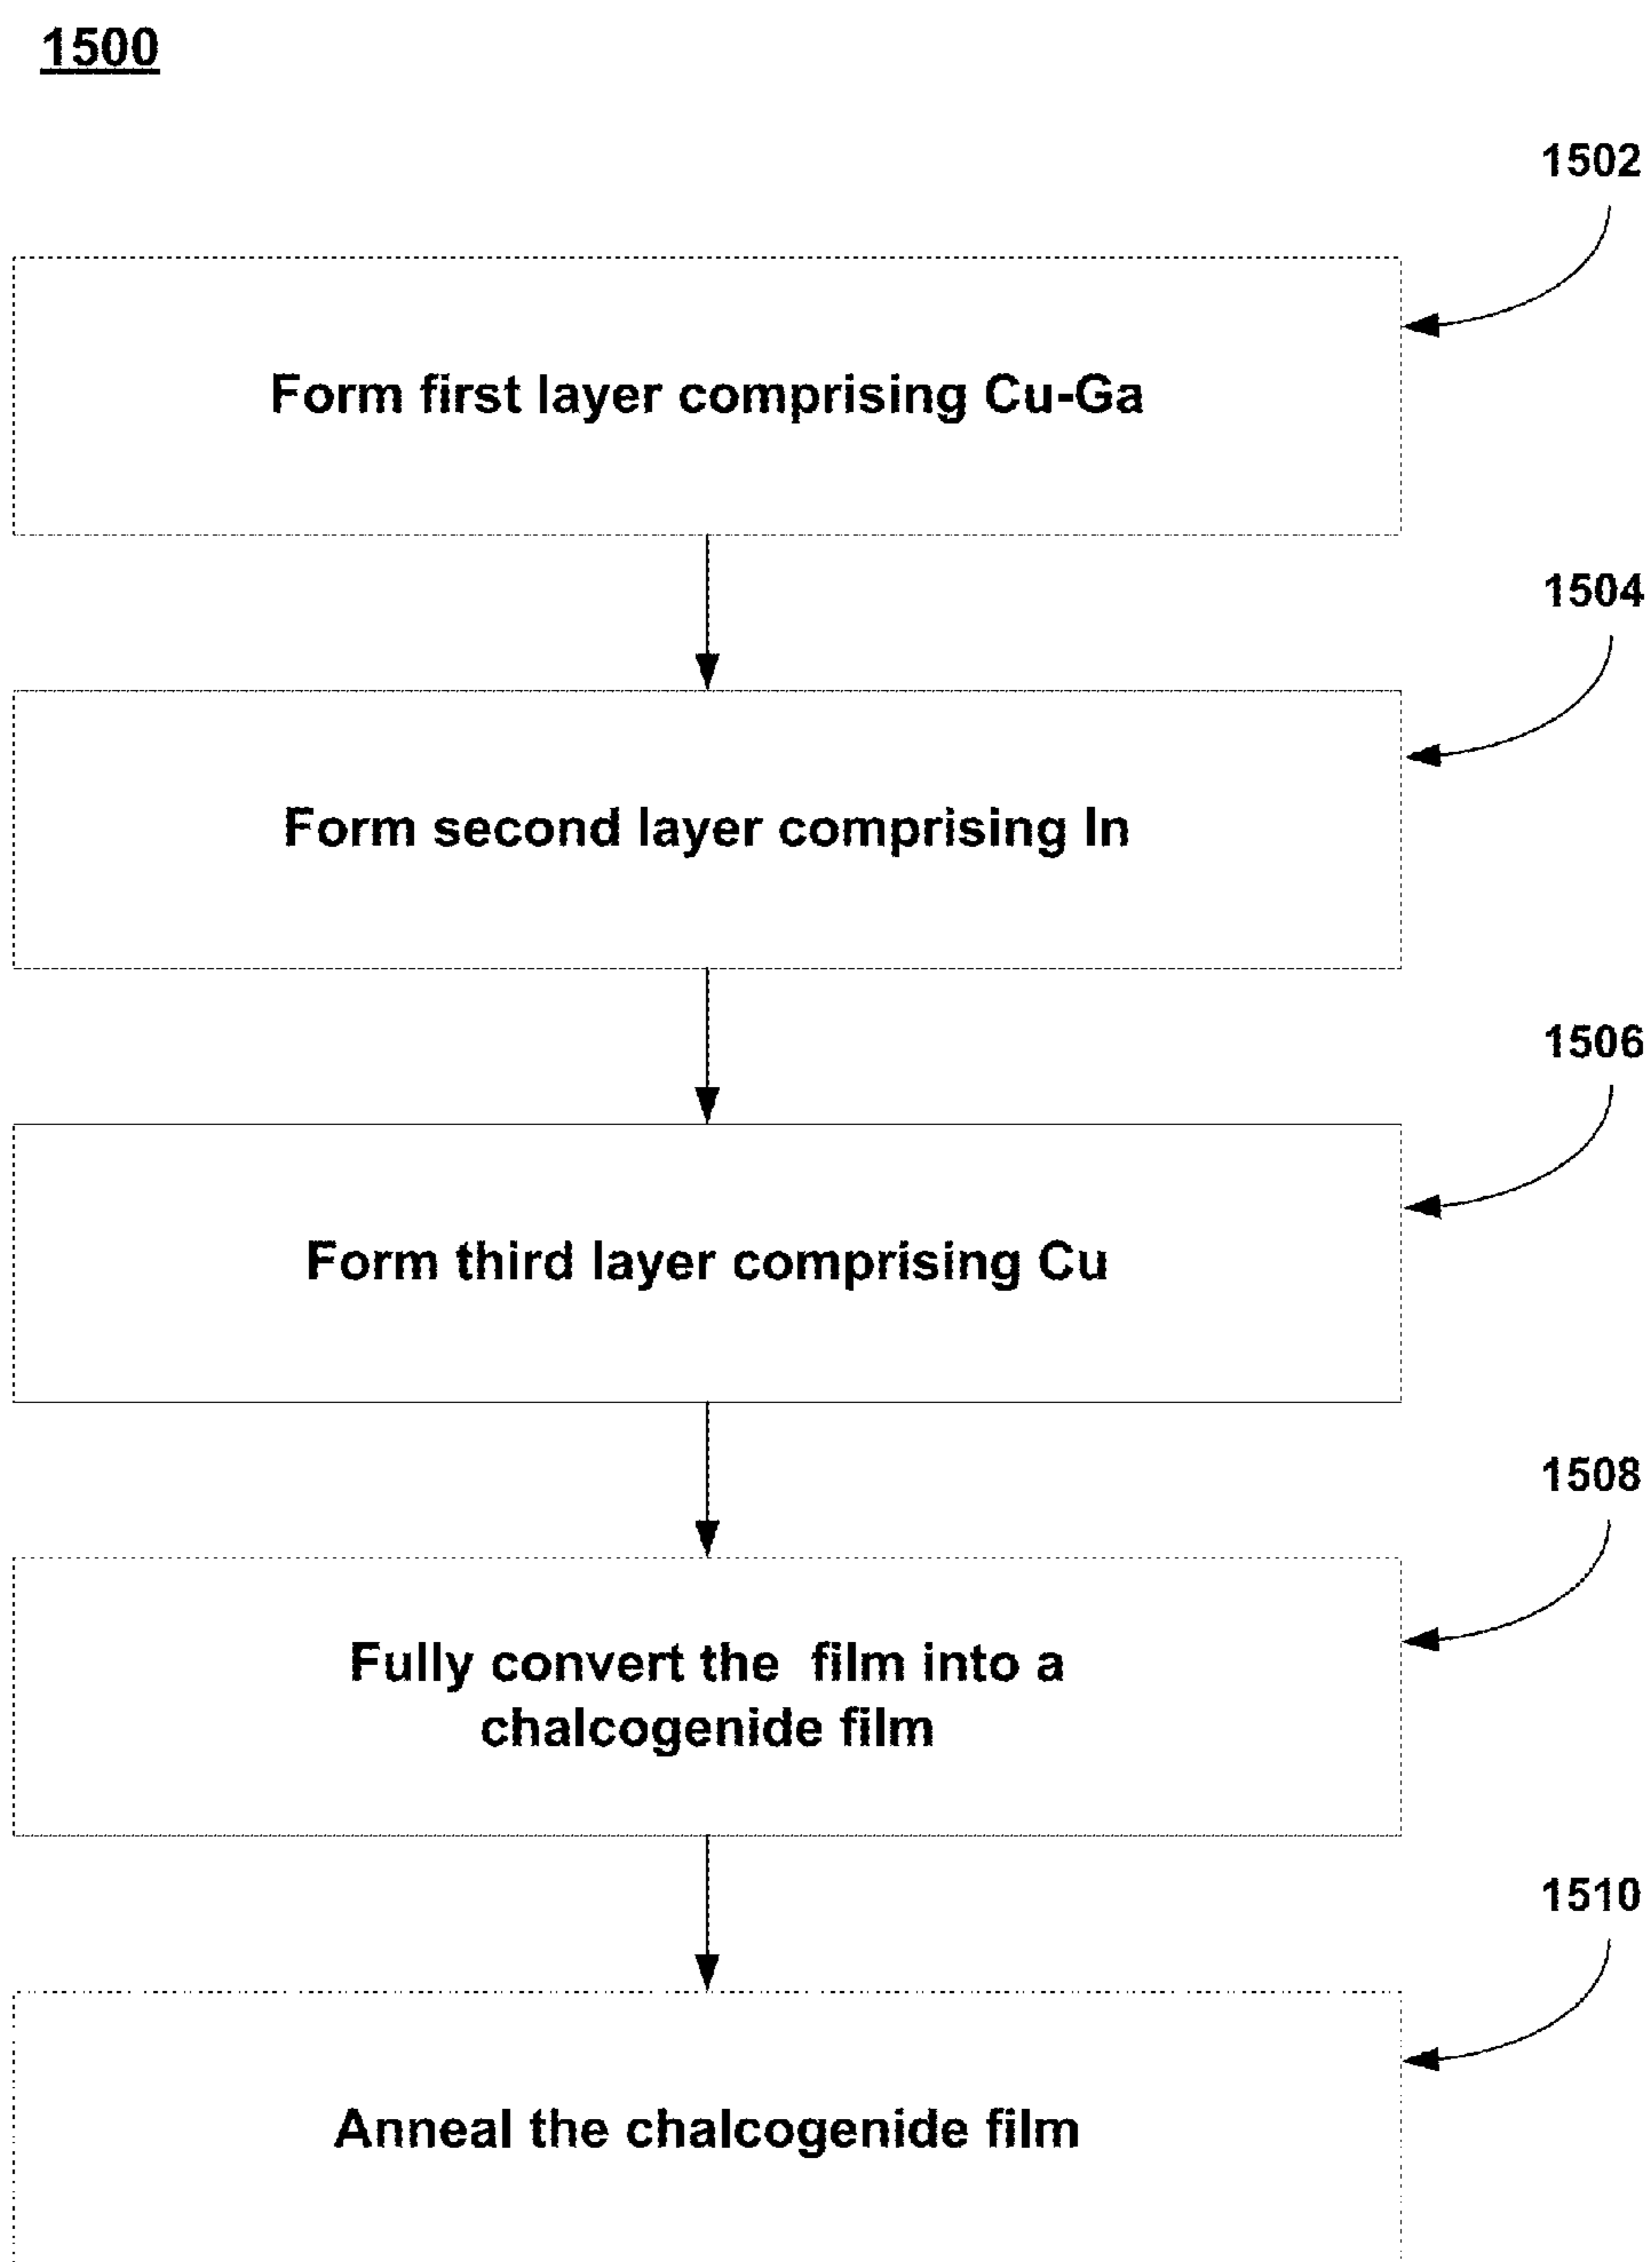 1500
1502
Form first layer comprising Cu-Ga
1504
Form second layer comprising In
1506
Form third layer comprising Cu
1508
Fully convert the film into a
chalcogenide film
1510
Anneal the chalcogenide film